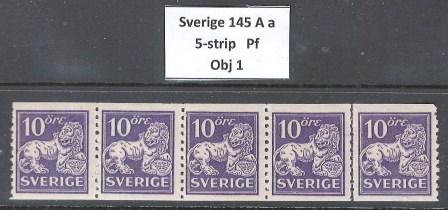 Sverige 145 A a
5-strip Pf
Obj 1
10 öre 10 öre 10 öre 10 öre 10 öre
SVERIGE SVERIGE SVERIGE SVERIGE SVERIGE